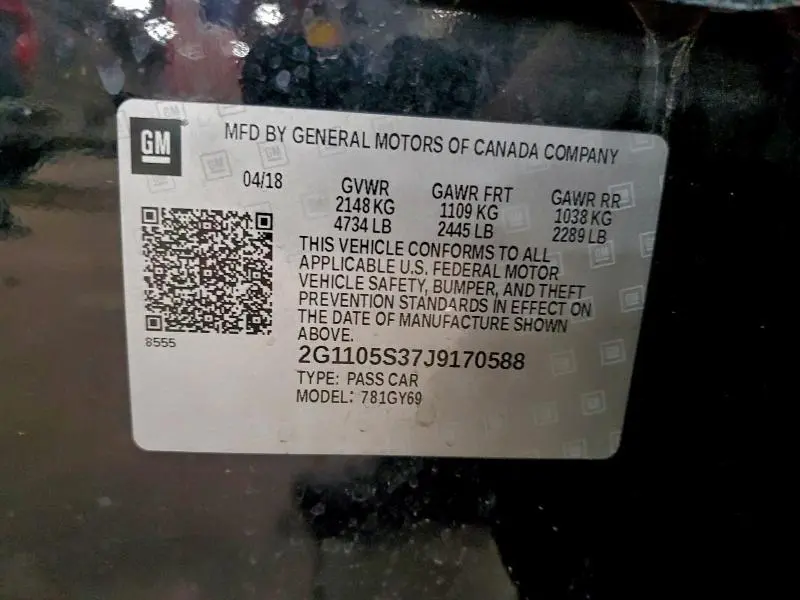 GM
MFD BY GENERAL MOTORS OF CANADA COMPANY
04/18
GVWR
2148 KG
4734 LB
GAWR FRT
1109 KG
2445 LB
GAWR RR
1038 KG
2289 LB
THIS VEHICLE CONFORMS TO ALL
APPLICABLE U.S. FEDERAL MOTOR
VEHICLE SAFETY, BUMPER, AND THEFT
PREVENTION STANDARDS IN EFFECT ON
THE DATE OF MANUFACTURE SHOWN
ABOVE.
8555
2G1105S37J9170588
TYPE: PASS CAR
MODEL: 781GY69